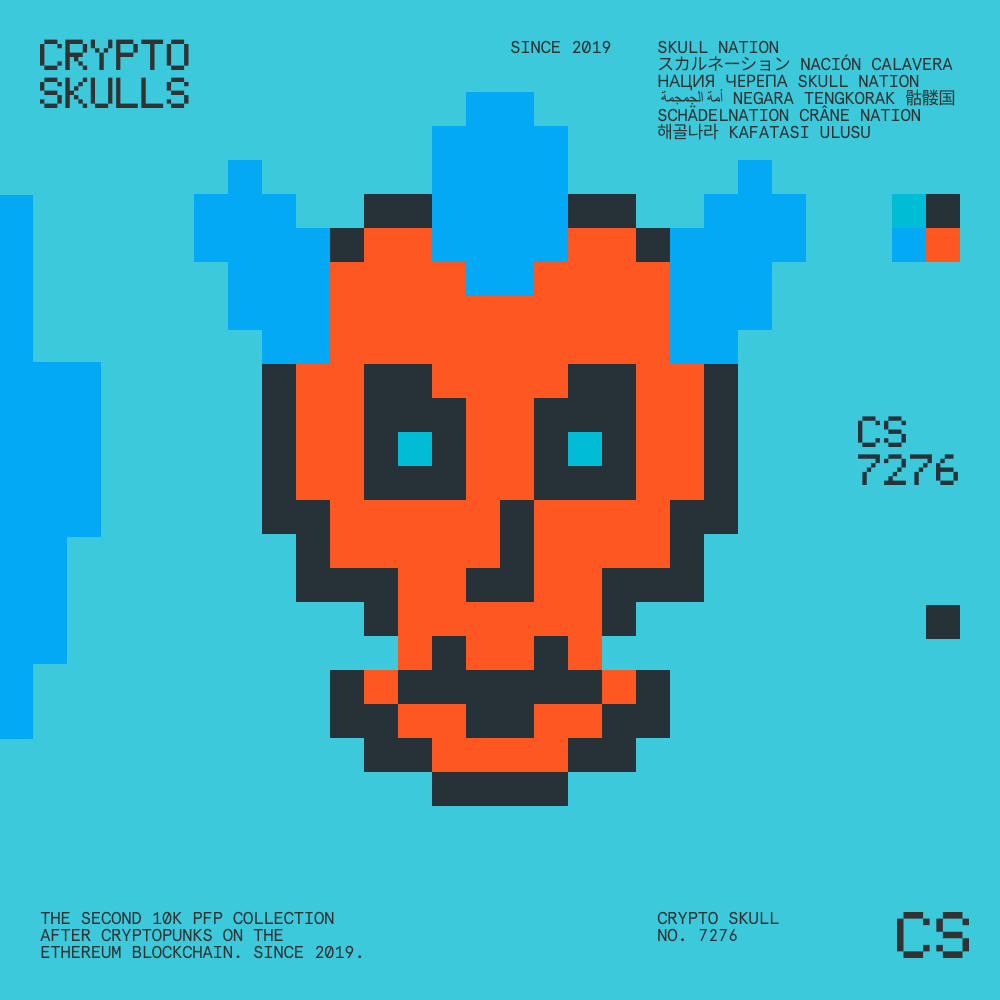 CRYPTO
SKULLS
SINCE 2019
SKULL NATION
スカルネーション NACIÓN CALAVERA
НАЦИЯ ЧЕРЕПА SKULL NATION
أمة الجمجمة NEGARA TENGKORAK 骷髅国
SCHÄDELNATION CRÂNE NATION
해골나라 KAFATASI ULUSU
CS
7276
THE SECOND 10K PFP COLLECTION
AFTER CRYPTOPUNKS ON THE
ETHEREUM BLOCKCHAIN. SINCE 2019.
CRYPTO SKULL
NO. 7276
CS